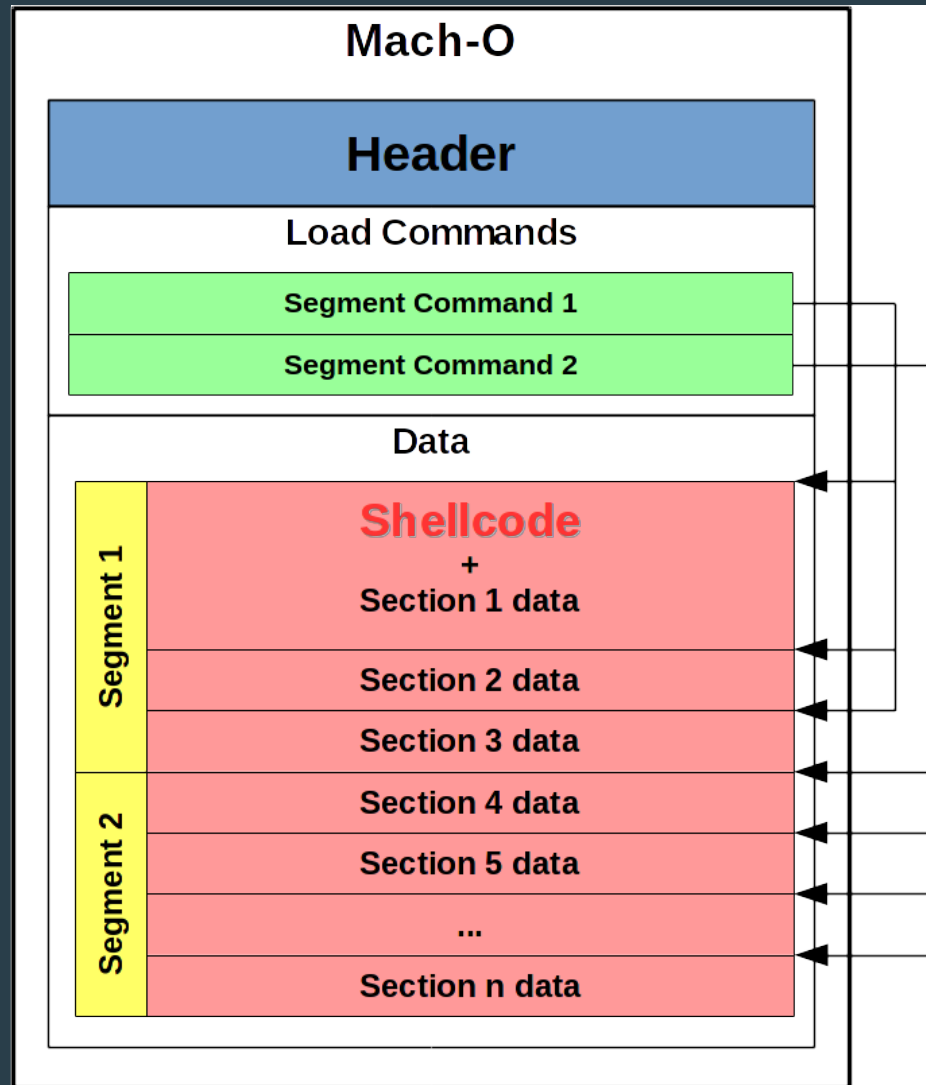 Mach-O
Header
Load Commands
Segment Command 1
Segment Command 2
Data
Segment 1
Shellcode
+
Section 1 data
Section 2 data
Section 3 data
Segment 2
Section 4 data
Section 5 data
...
Section n data